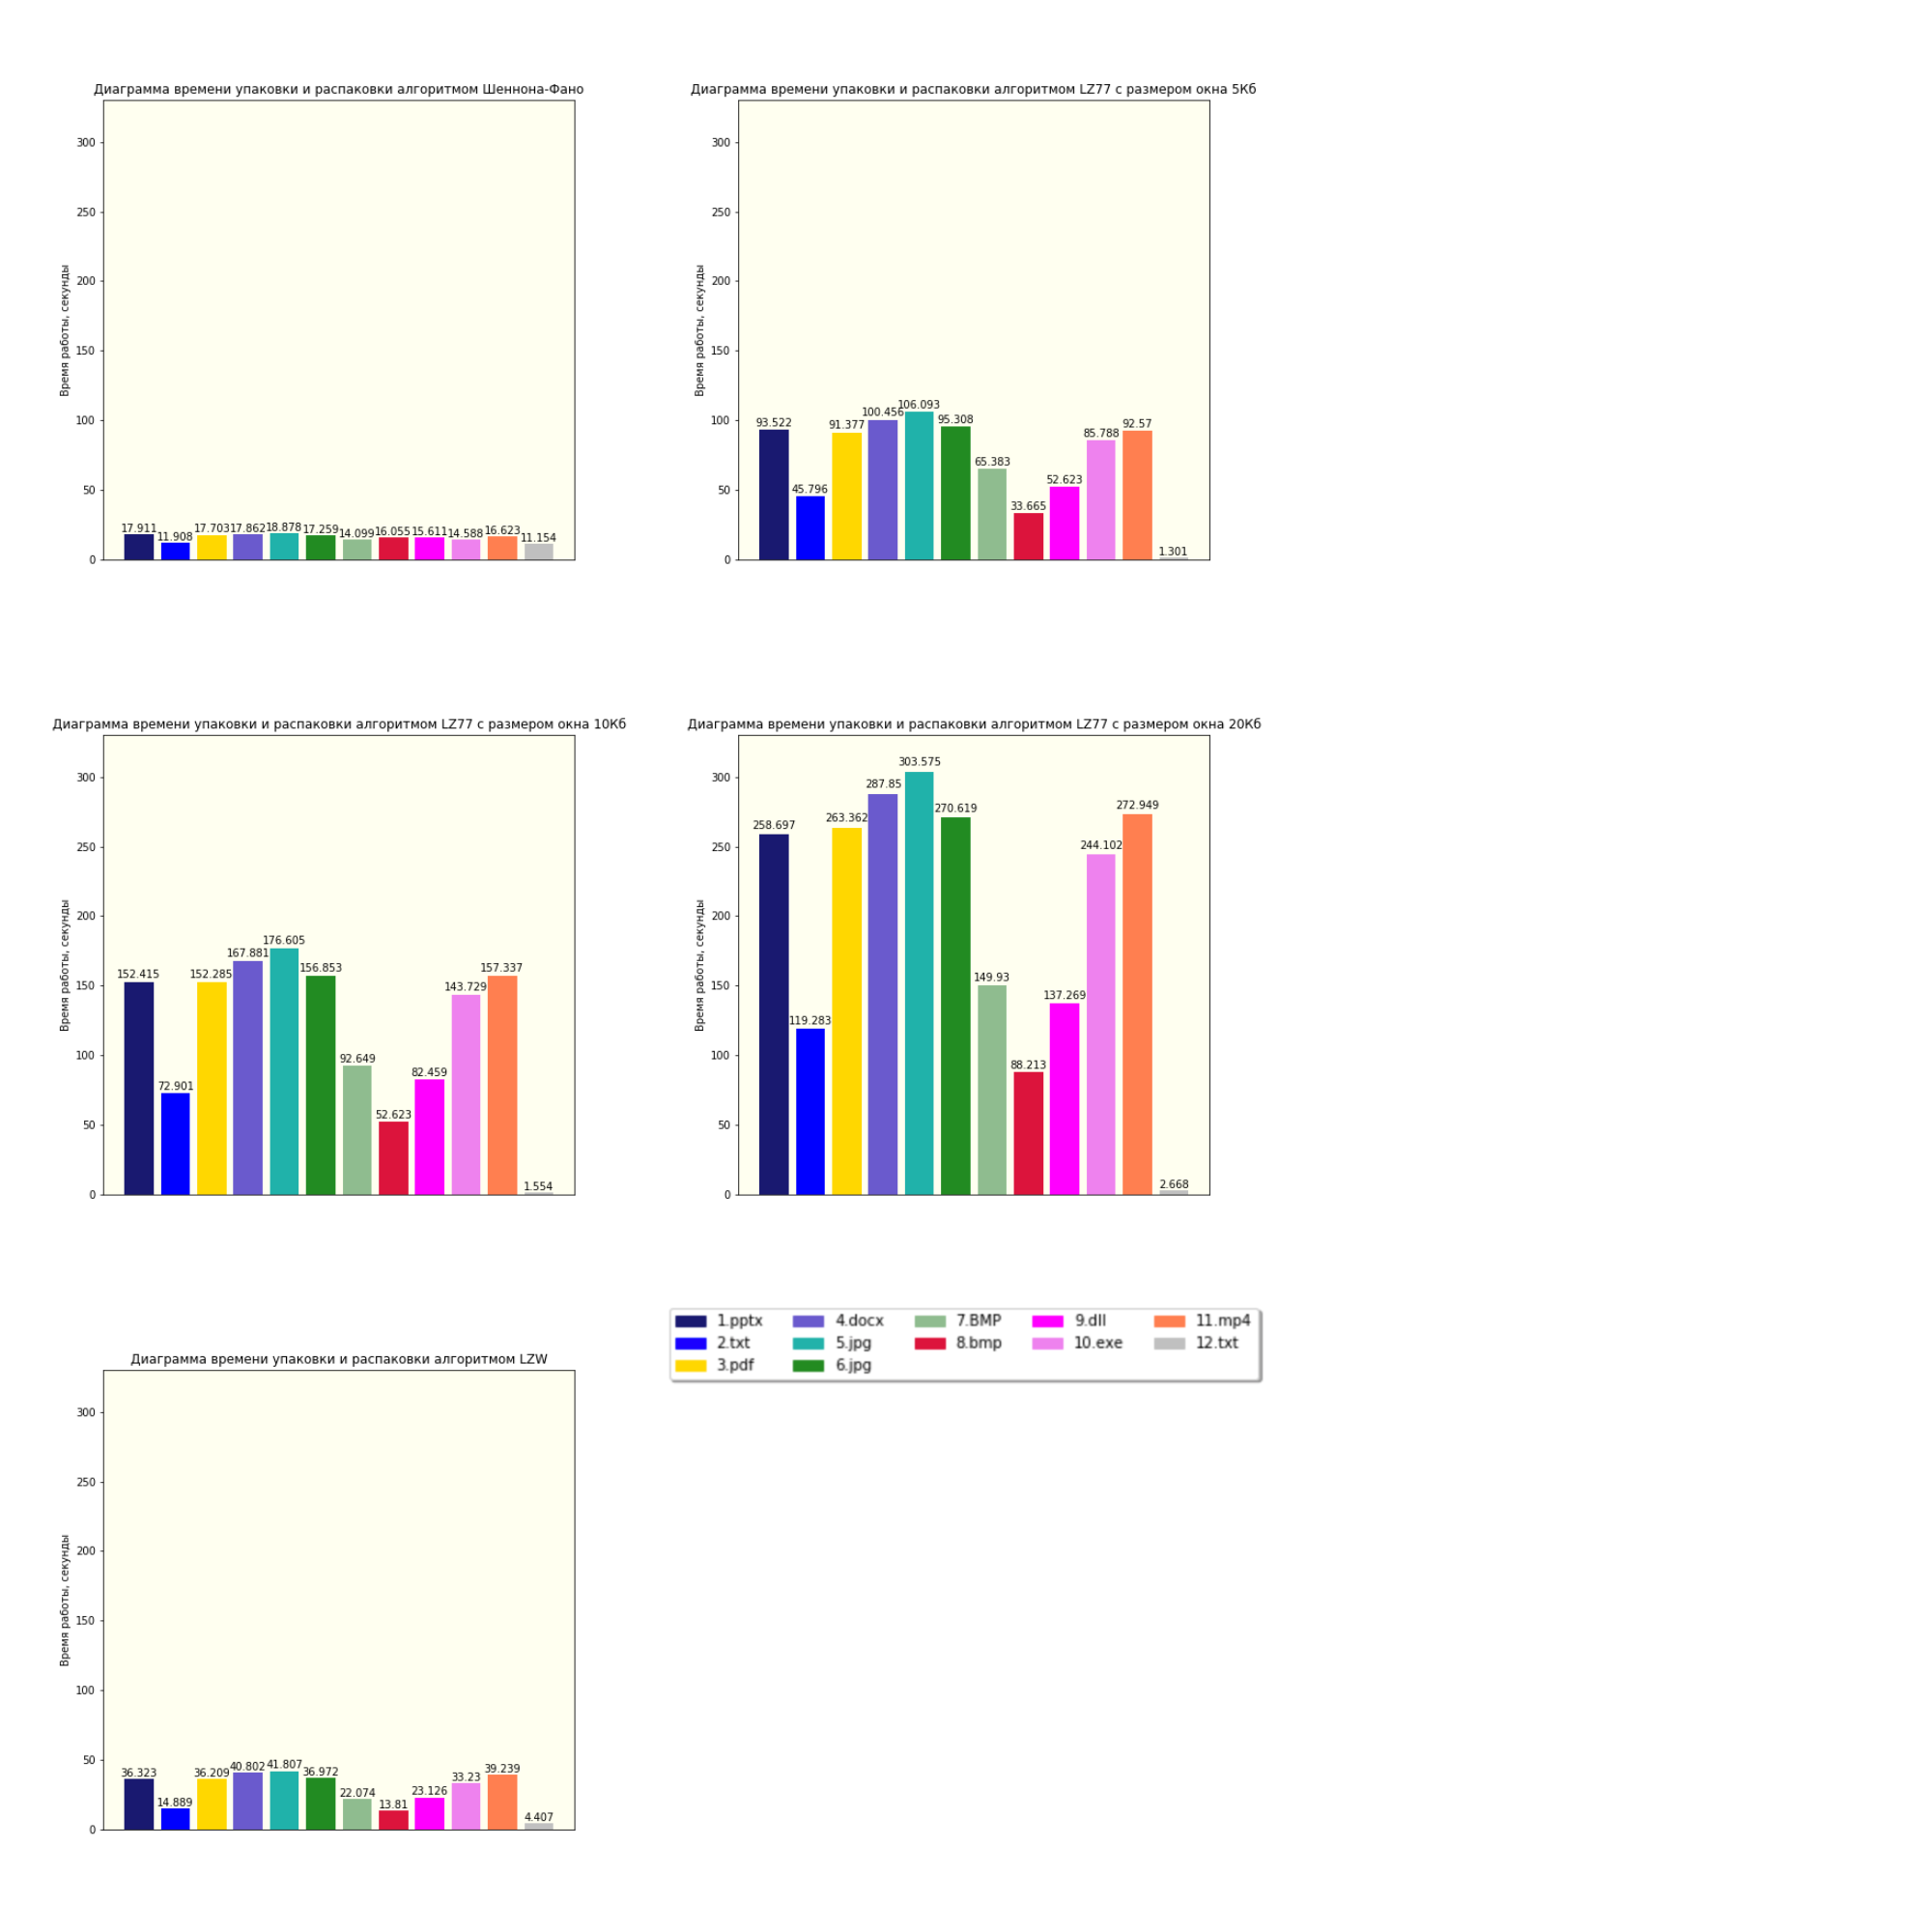 Диаграмма времени упаковки и распаковки алгоритмом Шеннона-Фано
Время работы, секунды
300
250
200
150
100
50
0
17.911 11.908 17.703 17.862 18.878 17.259 14.099 16.055 15.611 14.588 16.623 11.154
Диаграмма времени упаковки и распаковки алгоритмом LZ77 с размером окна 5Кб
Время работы, секунды
300
250
200
150
100
50
0
93.522 45.796 91.377 100.456 106.093 95.308 65.383 33.665 52.623 85.788 92.57 1.301
Диаграмма времени упаковки и распаковки алгоритмом LZ77 с размером окна 10Кб
Время работы, секунды
300
250
200
150
100
50
0
152.415 72.901 152.285 167.881 176.605 156.853 92.649 52.623 82.459 143.729 157.337 1.554
Диаграмма времени упаковки и распаковки алгоритмом LZ77 с размером окна 20Кб
Время работы, секунды
300
250
200
150
100
50
0
258.697 119.283 263.362 287.85 303.575 270.619 149.93 88.213 137.269 244.102 272.949 2.668
1.pptx 4.docx 7.BMP 9.dll 11.mp4
2.txt 5.jpg 8.bmp 10.exe 12.txt
3.pdf 6.jpg
Диаграмма времени упаковки и распаковки алгоритмом LZW
Время работы, секунды
300
250
200
150
100
50
0
36.323 14.889 36.209 40.802 41.807 36.972 22.074 13.81 23.126 33.23 39.239 4.407